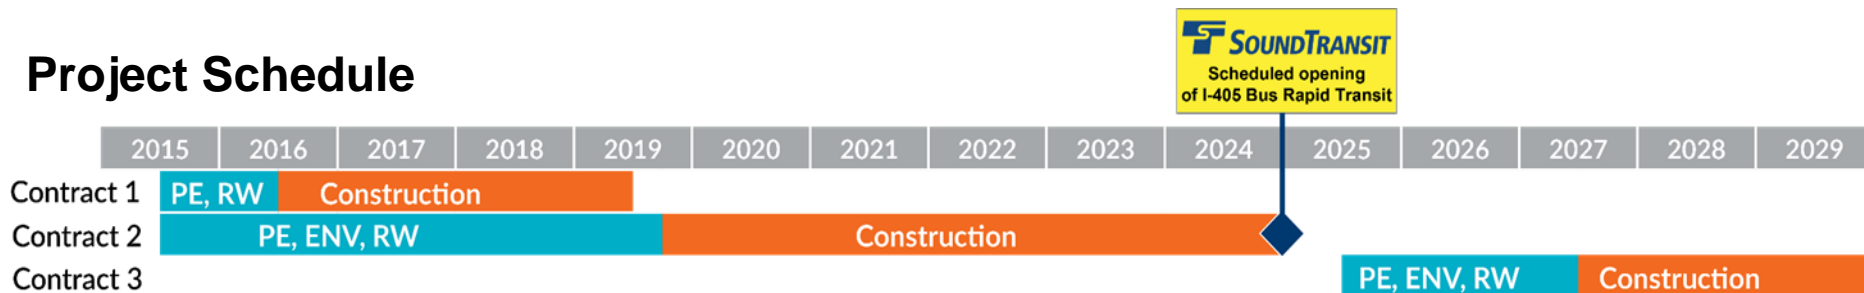 SOUNDTRANSIT
Scheduled opening
of I-405 Bus Rapid Transit
Project Schedule
2015 2016 2017 2018 2019 2020 2021 2022 2023 2024 2025 2026 2027 2028 2029
Contract 1 PE, RW Construction
Contract 2 PE, ENV, RW Construction
Contract 3 PE, ENV, RW Construction